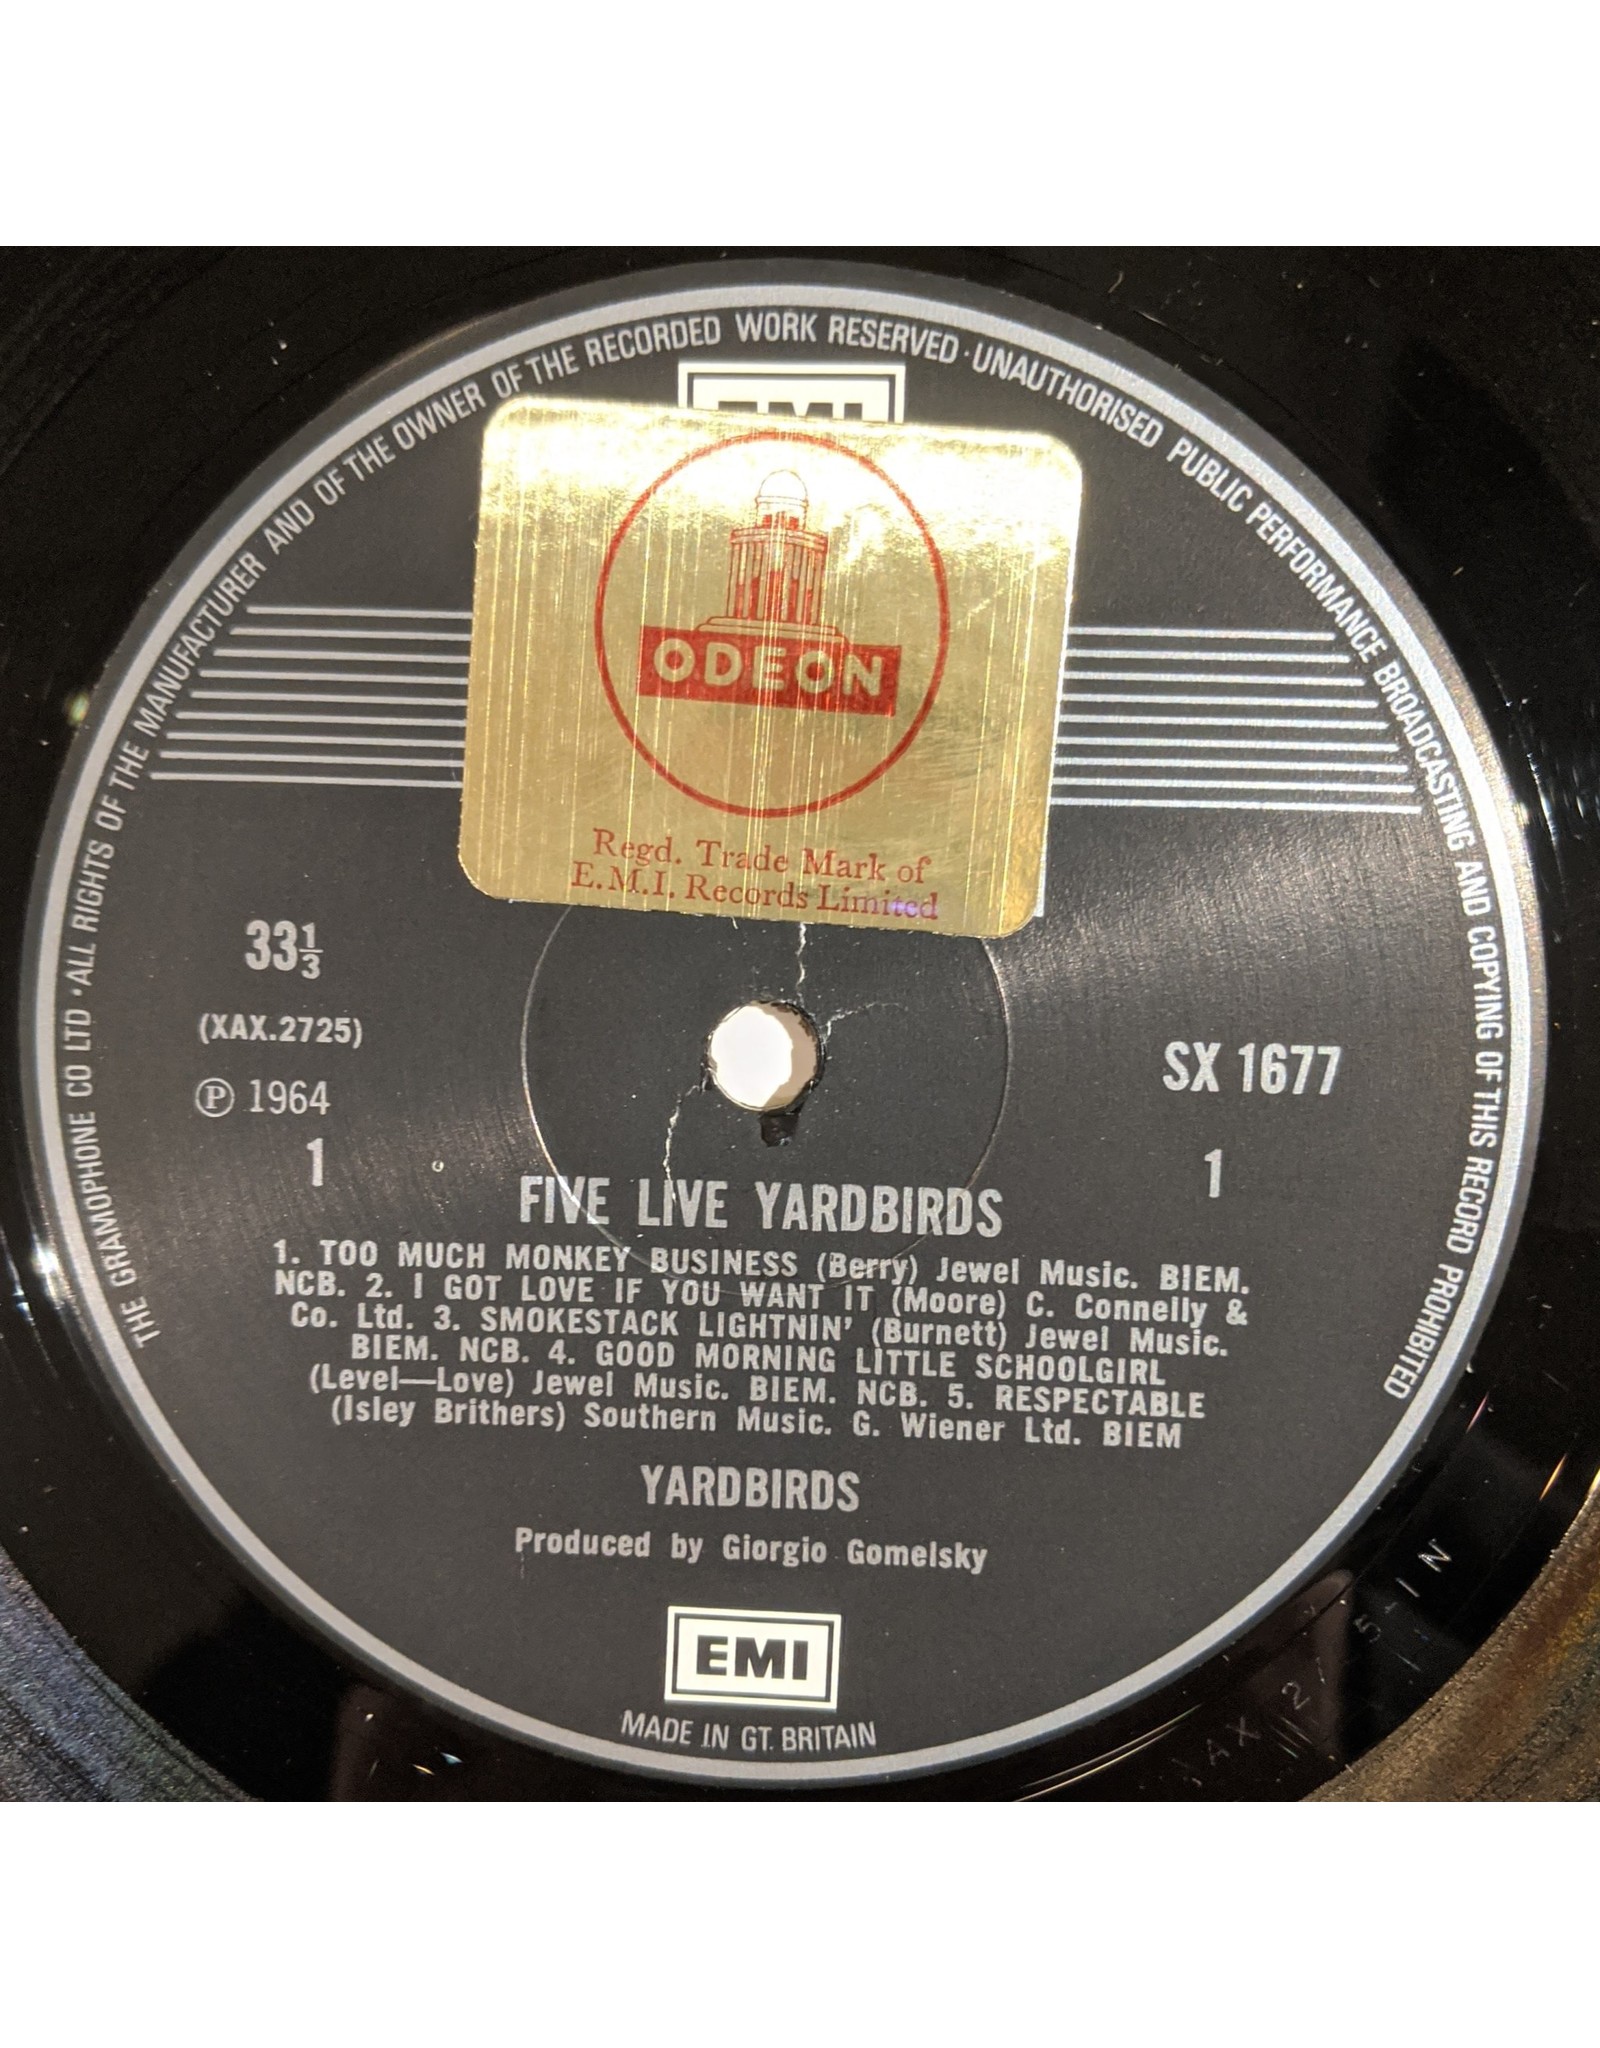 THE GRAMOPHONE CO LTD · ALL RIGHTS OF THE MANUFACTURER AND OF THE OWNER OF THE RECORDED WORK RESERVED · UNAUTHORISED PUBLIC PERFORMANCE BROADCASTING AND COPYING OF THIS RECORD PROHIBITED
EMI
ODEON
Regd. Trade Mark of
E.M.I. Records Limited
33⅓
(XAX.2725)
℗ 1964
1
SX 1677
1
FIVE LIVE YARDBIRDS
1. TOO MUCH MONKEY BUSINESS (Berry) Jewel Music. BIEM.
NCB. 2. I GOT LOVE IF YOU WANT IT (Moore) C. Connelly &
Co. Ltd. 3. SMOKESTACK LIGHTNIN' (Burnett) Jewel Music.
BIEM. NCB. 4. GOOD MORNING LITTLE SCHOOLGIRL
(Level—Love) Jewel Music. BIEM. NCB. 5. RESPECTABLE
(Isley Brithers) Southern Music. G. Wiener Ltd. BIEM
YARDBIRDS
Produced by Giorgio Gomelsky
EMI
MADE IN GT. BRITAIN